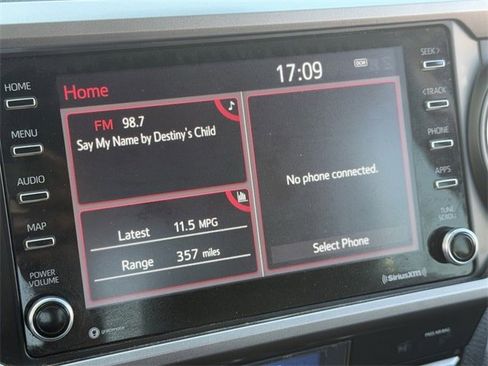 17:09
DCM
Home
FM 98.7
Say My Name by Destiny's Child
Latest 11.5 MPG
Range 357 miles
No phone connected.
Select Phone
HOME
MENU
AUDIO
MAP
POWER
VOLUME
SEEK>
<TRACK
PHONE
APPS
TUNE
SCROLL
SiriusXM